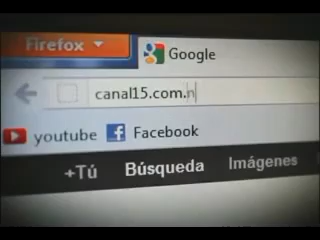 Firefox
Google
canal15.com.n
youtube Facebook
+Tú Búsqueda Imágenes